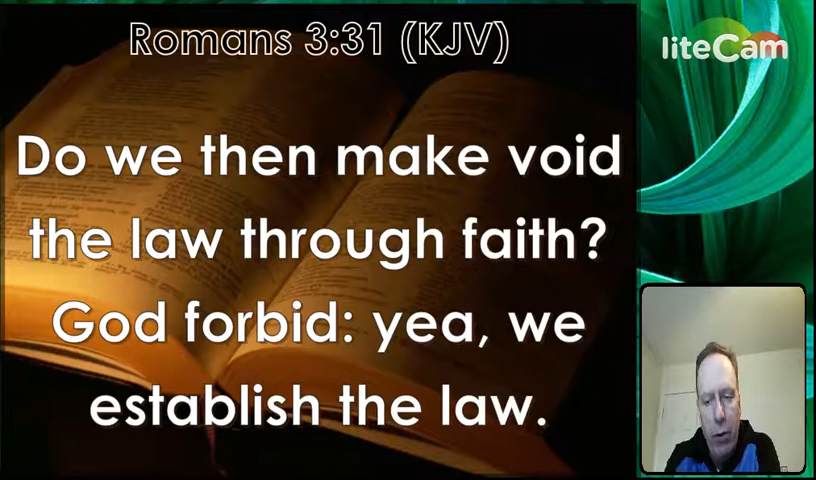 Romans 3:31 (KJV)
liteCam
Do we then make void
the law through faith?
God forbid: yea, we
establish the law.